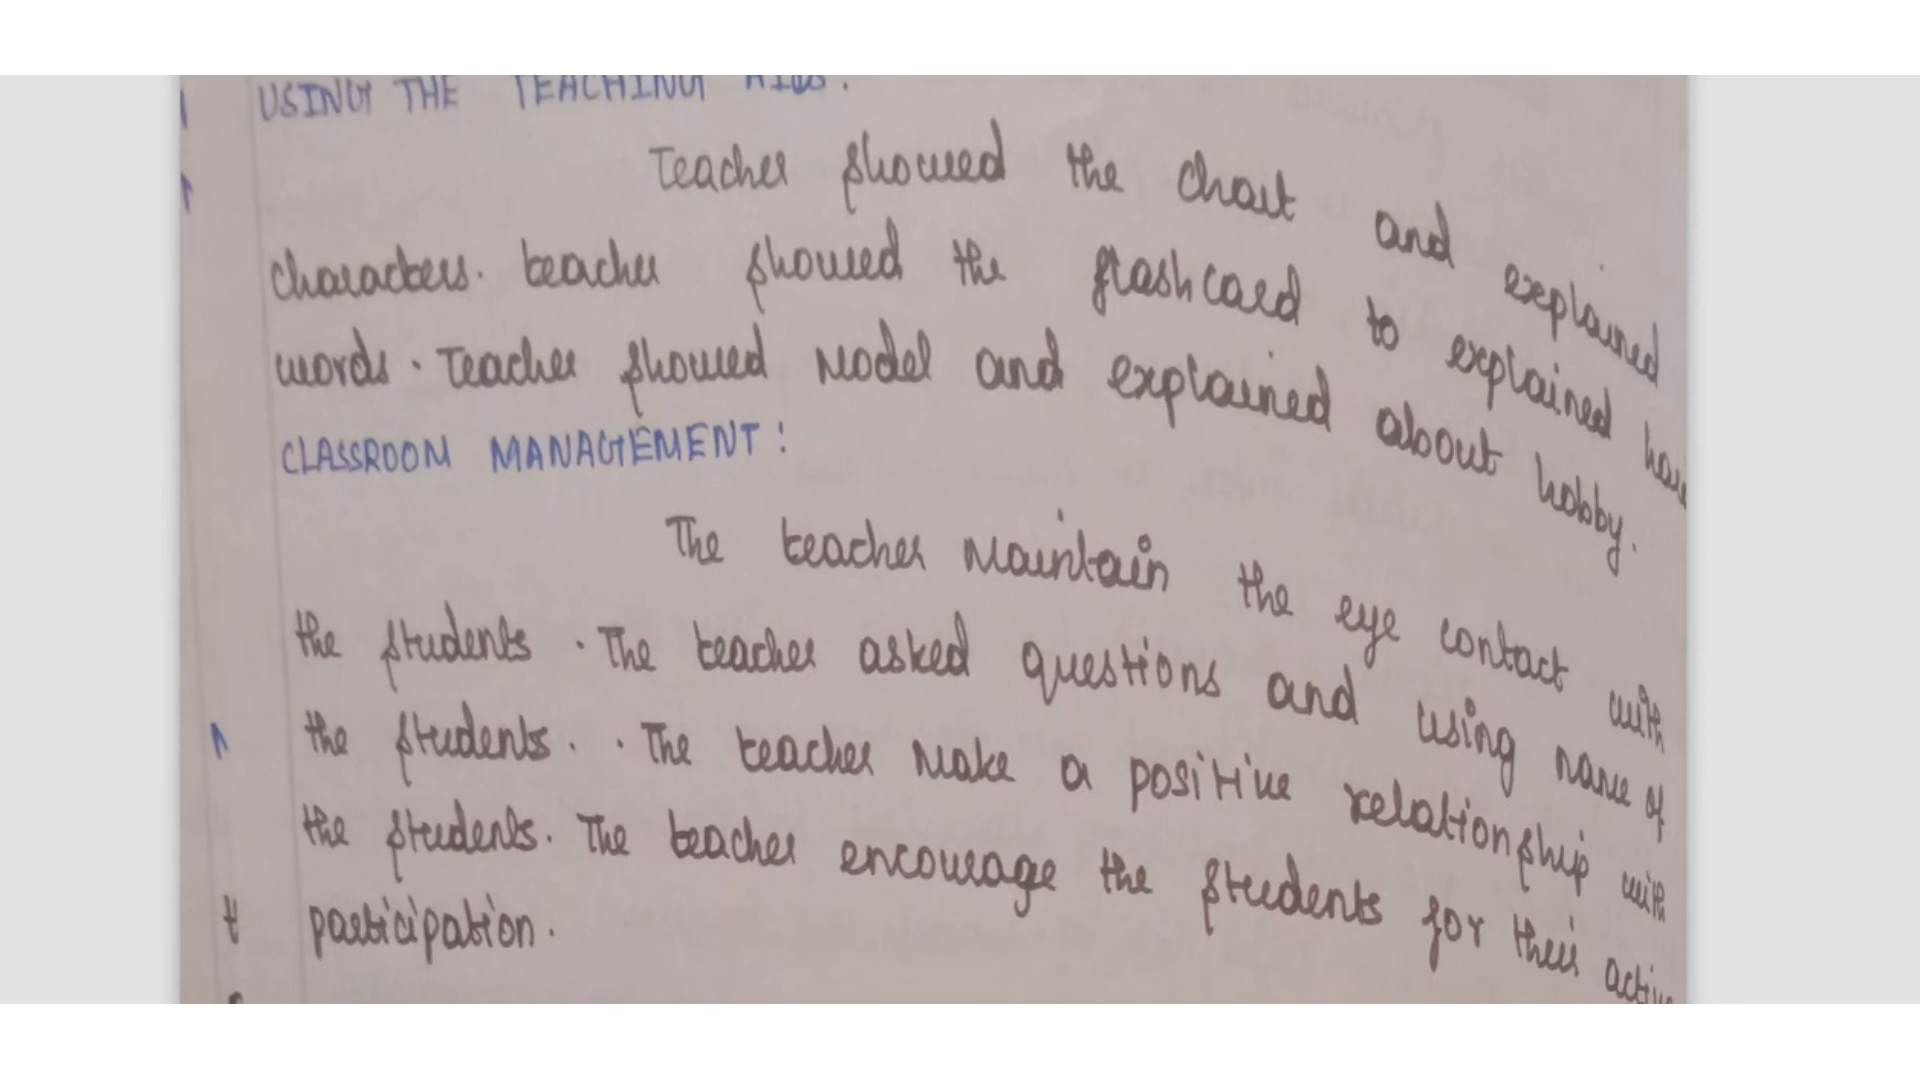 USING THE TEACHING AIDS:
Teacher showed the chart and explained
characters. teacher showed the flashcard to explained
words. Teacher showed Model and explained about hobby.
CLASSROOM MANAGEMENT:
The teacher Maintain the eye contact with
the students. The teacher asked questions and using name of
the students. . The teacher Make a positive relationship with
the students. The teacher encourage the students for their
participation.